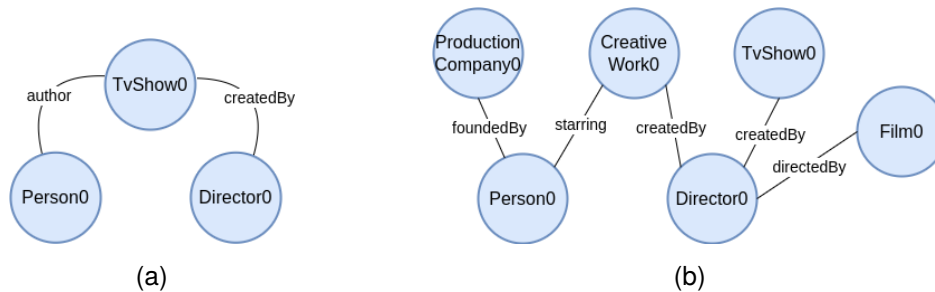 TvShow0
author
createdBy
Person0
Director0
(a)
Production
Company0
Creative
Work0
TvShow0
Film0
foundedBy
starring
createdBy
createdBy
directedBy
Person0
Director0
(b)